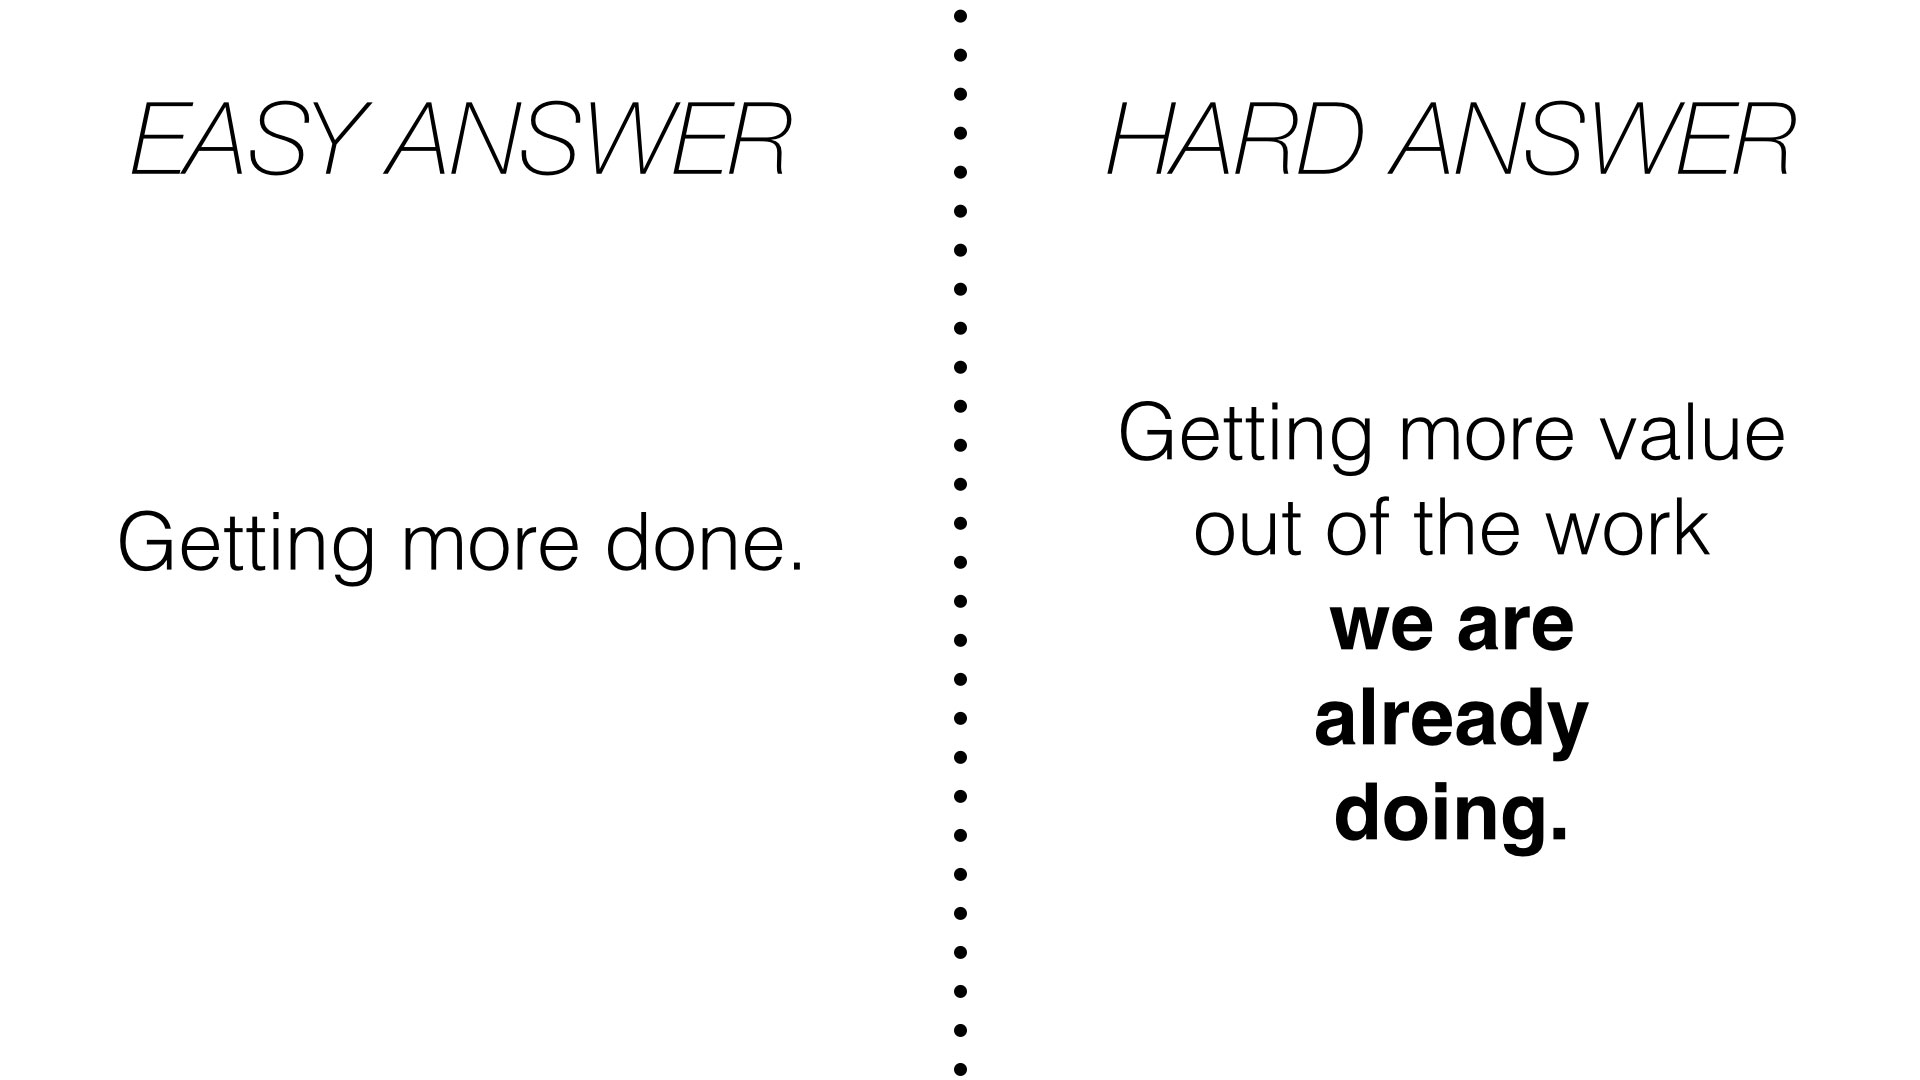 EASY ANSWER
Getting more done.
HARD ANSWER
Getting more value
out of the work
we are
already
doing.